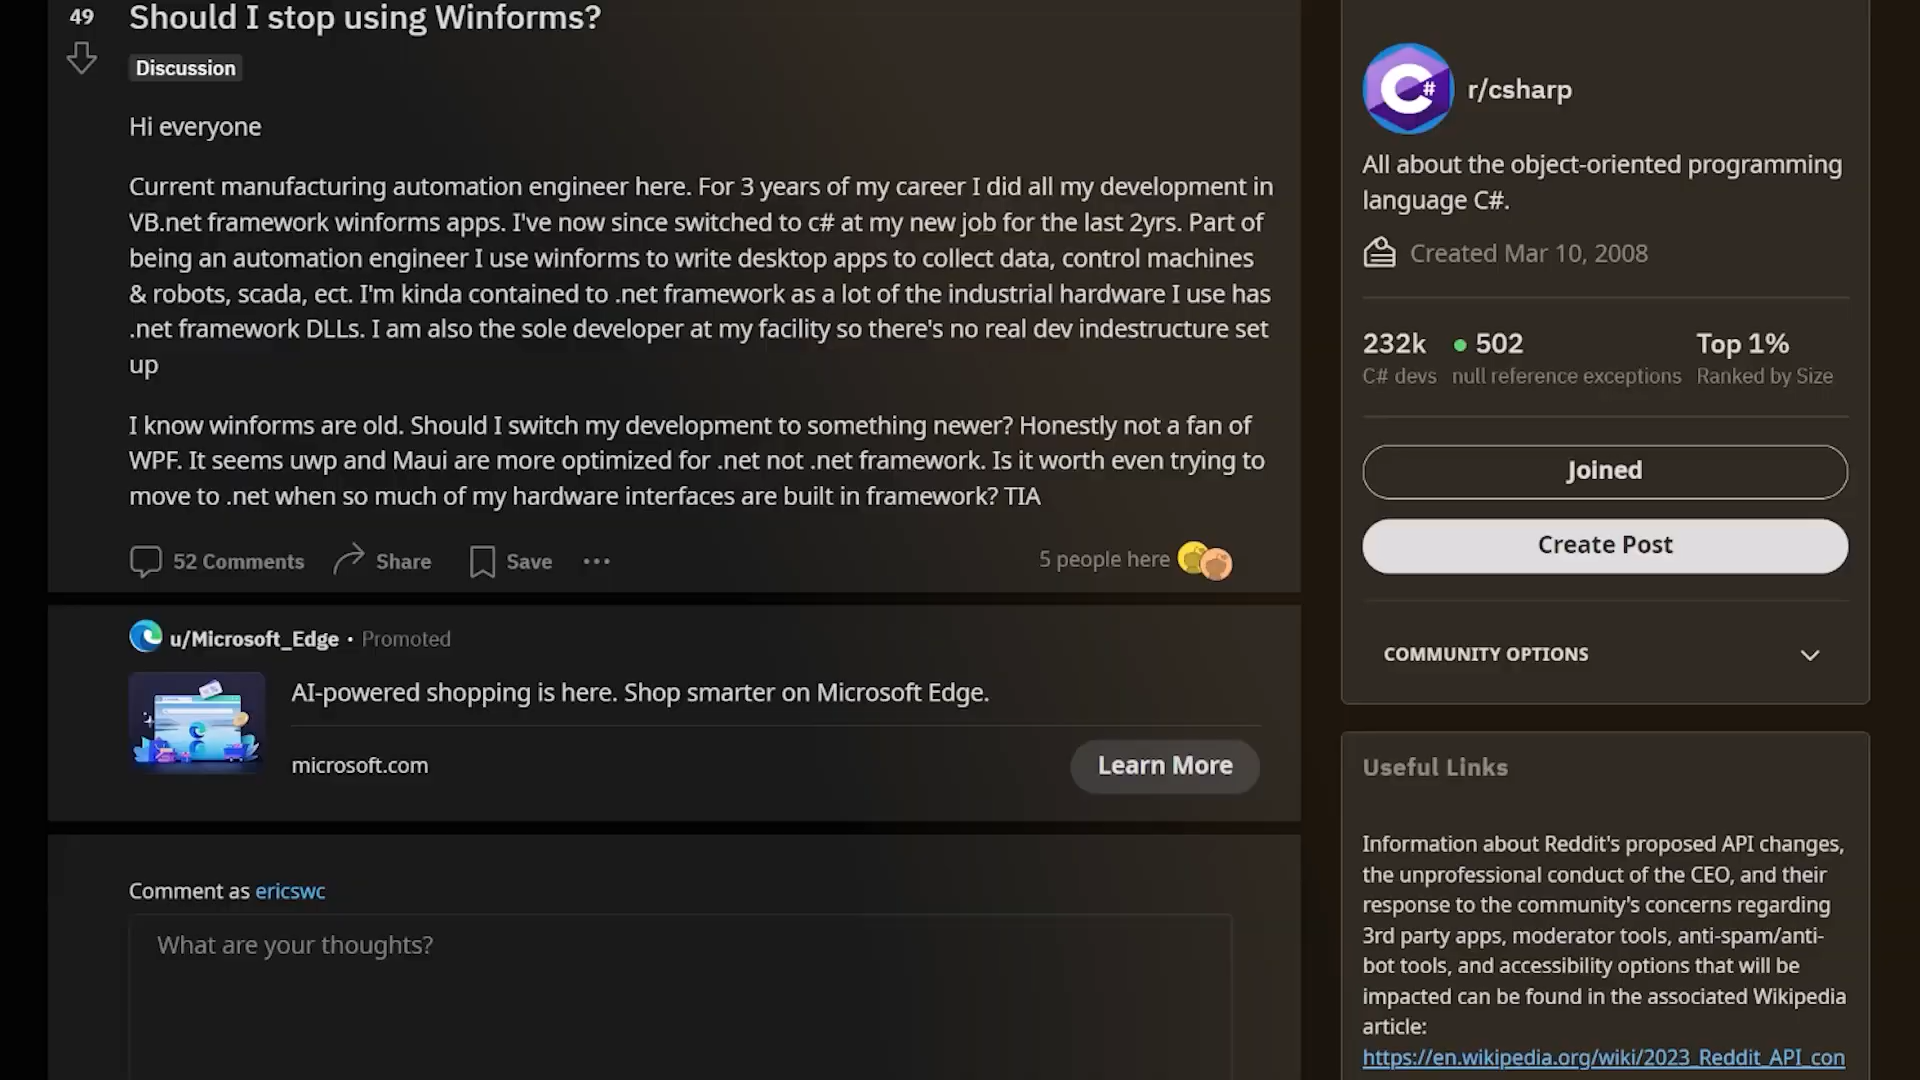 49
Should I stop using Winforms?
Discussion
Hi everyone
Current manufacturing automation engineer here. For 3 years of my career I did all my development in
VB.net framework winforms apps. I've now since switched to c# at my new job for the last 2yrs. Part of
being an automation engineer I use winforms to write desktop apps to collect data, control machines
& robots, scada, ect. I'm kinda contained to .net framework as a lot of the industrial hardware I use has
.net framework DLLs. I am also the sole developer at my facility so there's no real dev indestructure set
up
I know winforms are old. Should I switch my development to something newer? Honestly not a fan of
WPF. It seems uwp and Maui are more optimized for .net not .net framework. Is it worth even trying to
move to .net when so much of my hardware interfaces are built in framework? TIA
52 Comments Share Save ••• 5 people here
u/Microsoft_Edge • Promoted
AI-powered shopping is here. Shop smarter on Microsoft Edge.
microsoft.com
Learn More
Comment as ericswc
What are your thoughts?
C#
r/csharp
All about the object-oriented programming
language C#.
Created Mar 10, 2008
232k 502 Top 1%
C# devs null reference exceptions Ranked by Size
Joined
Create Post
COMMUNITY OPTIONS
Useful Links
Information about Reddit's proposed API changes,
the unprofessional conduct of the CEO, and their
response to the community's concerns regarding
3rd party apps, moderator tools, anti-spam/anti-
bot tools, and accessibility options that will be
impacted can be found in the associated Wikipedia
article:
https://en.wikipedia.org/wiki/2023_Reddit_API_con